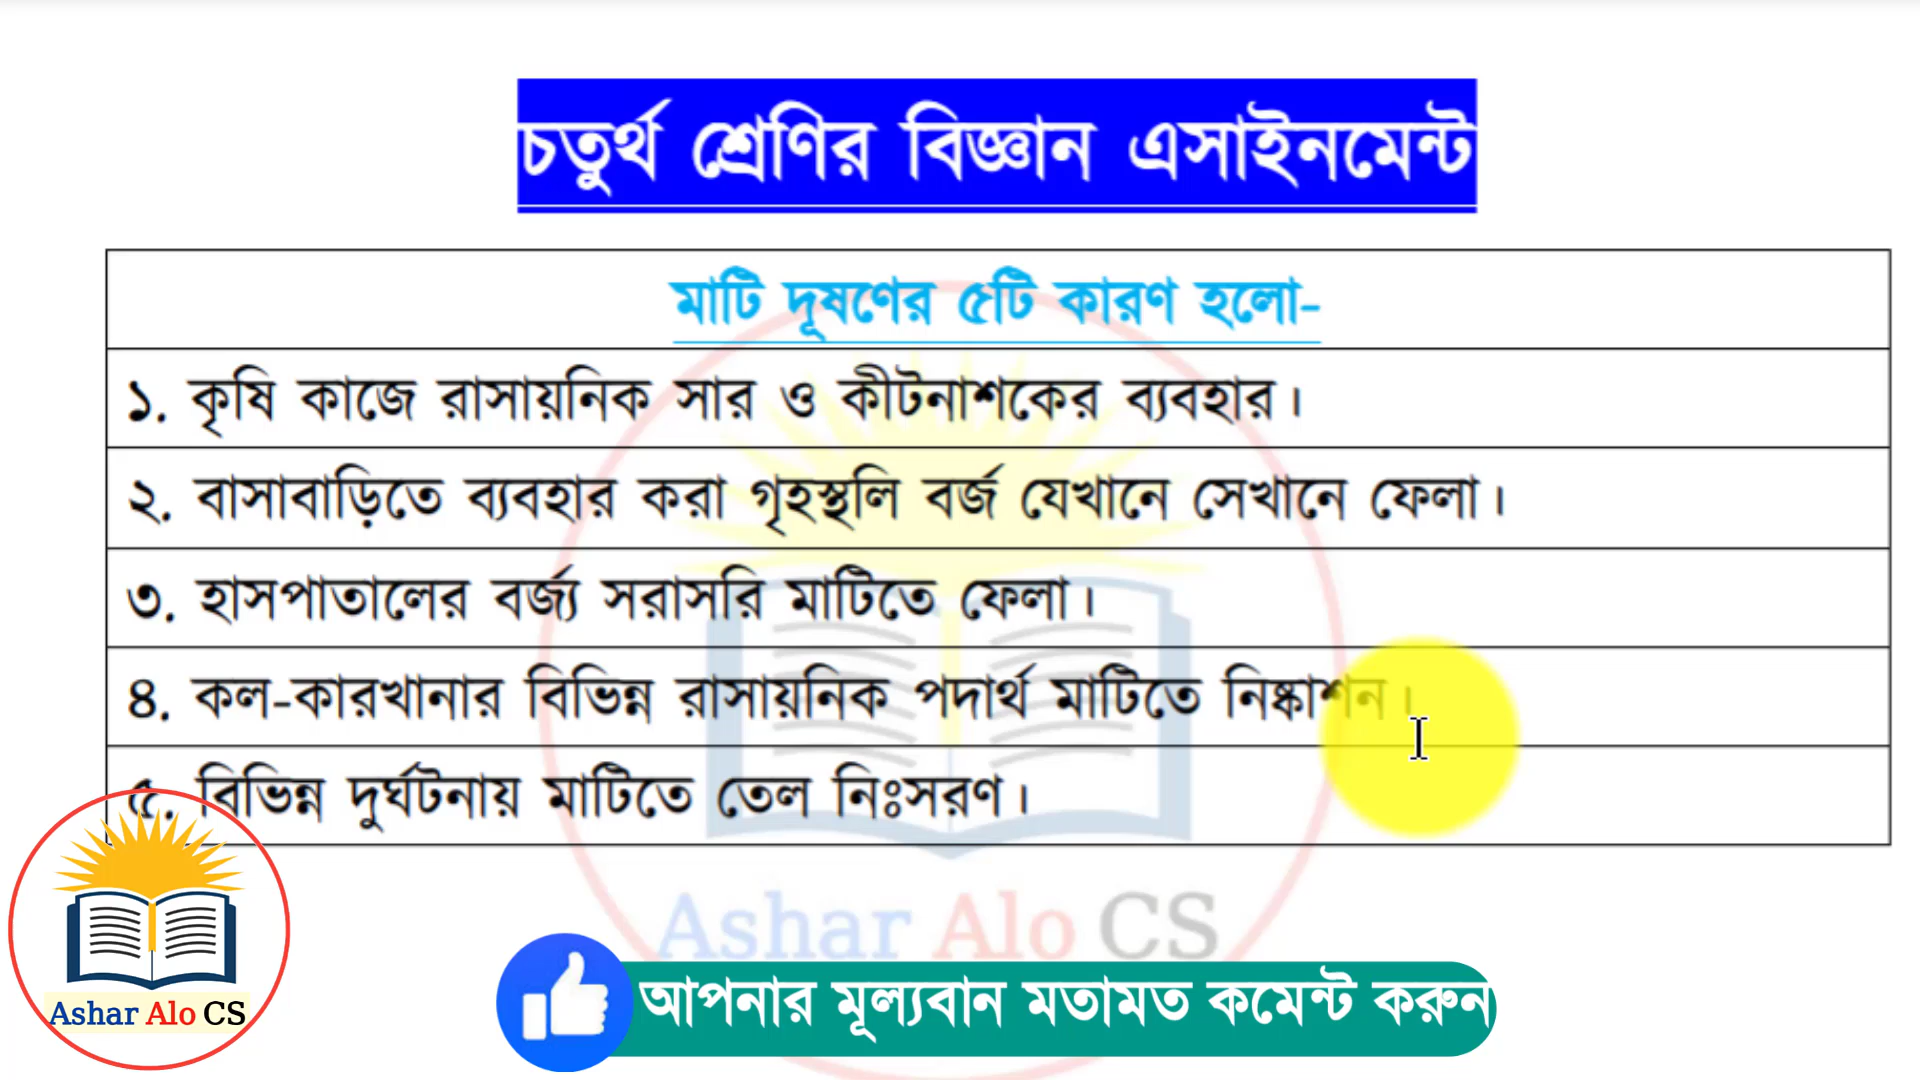 চতুর্থ শ্রেণির বিজ্ঞান এসাইনমেন্ট
মাটি দূষণের ৫টি কারণ হলো-
১. কৃষি কাজে রাসায়নিক সার ও কীটনাশকের ব্যবহার।
২. বাসাবাড়িতে ব্যবহার করা গৃহস্থলি বর্জ যেখানে সেখানে ফেলা।
৩. হাসপাতালের বর্জ্য সরাসরি মাটিতে ফেলা।
৪. কল-কারখানার বিভিন্ন রাসায়নিক পদার্থ মাটিতে নিষ্কাশন।
৫. বিভিন্ন দুর্ঘটনায় মাটিতে তেল নিঃসরণ।
Ashar Alo CS
Ashar Alo CS
আপনার মূল্যবান মতামত কমেন্ট করুন